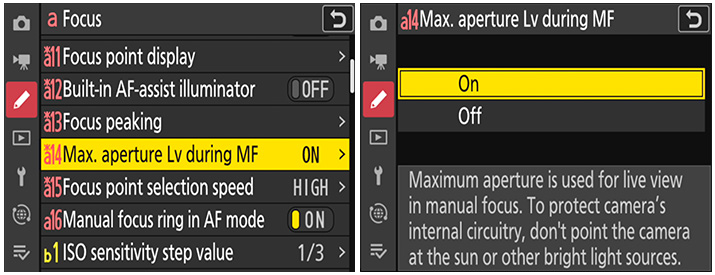 a Focus
a11 Focus point display
a12 Built-in AF-assist illuminator OFF
a13 Focus peaking
a14 Max. aperture Lv during MF ON
a15 Focus point selection speed HIGH
a16 Manual focus ring in AF mode ON
b1 ISO sensitivity step value 1/3
a14 Max. aperture Lv during MF
On
Off
Maximum aperture is used for live view
in manual focus. To protect camera's
internal circuitry, don't point the camera
at the sun or other bright light sources.